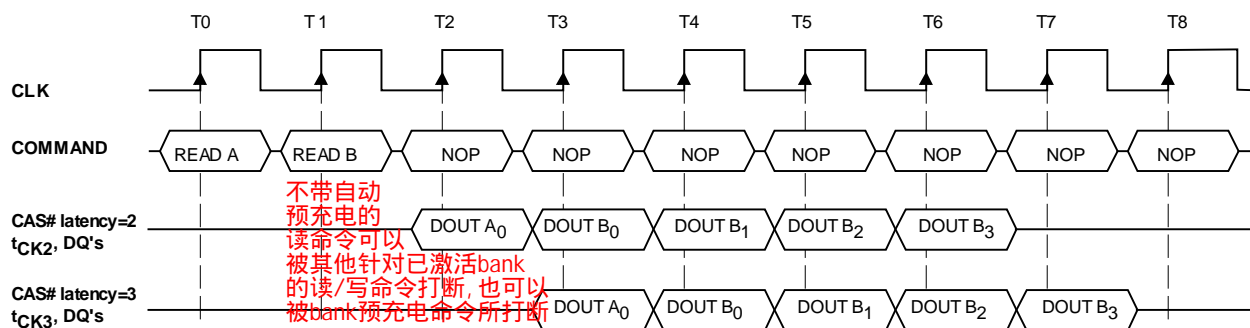 T0 T1 T2 T3 T4 T5 T6 T7 T8
CLK
COMMAND READ A READ B NOP NOP NOP NOP NOP NOP NOP
不带自动
预充电的
读命令可以
被其他针对已激活bank
的读/写命令打断,也可以
被bank预充电命令所打断
CAS# latency=2
tCK2, DQ's DOUT A0 DOUT B0 DOUT B1 DOUT B2 DOUT B3
CAS# latency=3
tCK3, DQ's DOUT A0 DOUT B0 DOUT B1 DOUT B2 DOUT B3